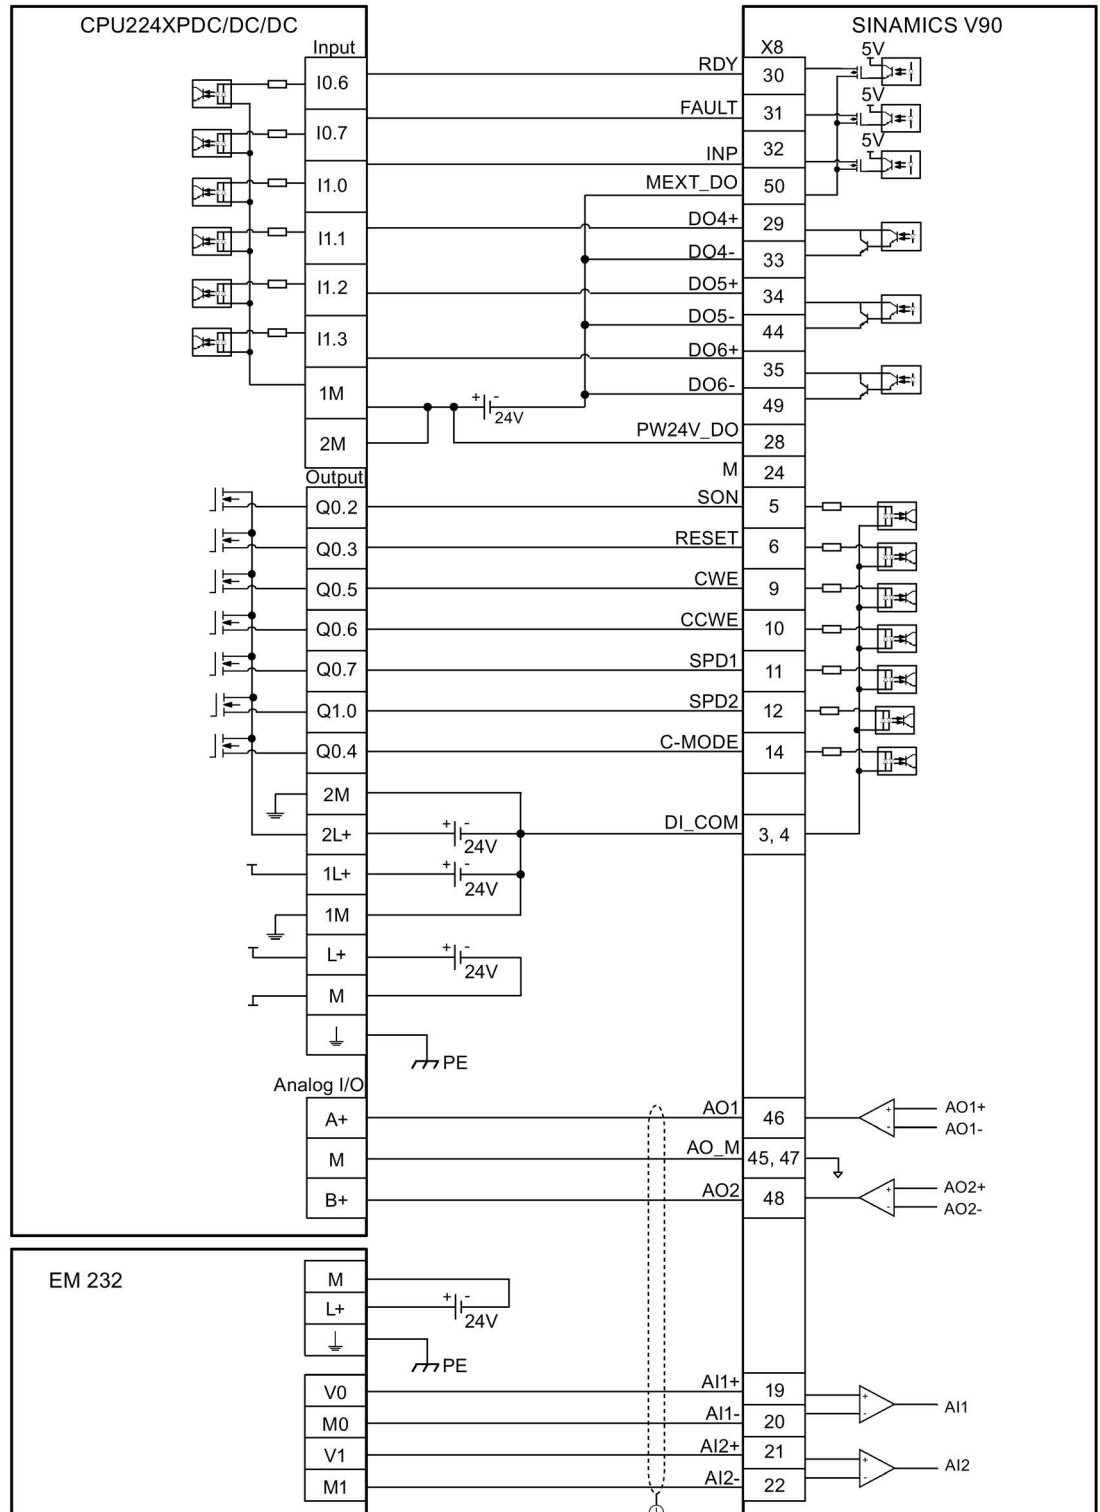 CPU224XPDC/DC/DC
SINAMICS V90
Input
X8
5V
RDY
I0.6
30
5V
FAULT
I0.7
31
5V
INP
32
MEXT_DO
I1.0
50
DO4+
29
I1.1
DO4-
33
DO5+
I1.2
34
DO5-
44
I1.3
DO6+
35
DO6-
1M
+ -
24V
49
PW24V_DO
2M
28
M
24
Output
SON
Q0.2
5
RESET
Q0.3
6
CWE
Q0.5
9
CCWE
Q0.6
10
SPD1
Q0.7
11
SPD2
Q1.0
12
C-MODE
Q0.4
14
2M
DI_COM
2L+
+ -
24V
3, 4
1L+
+ -
24V
1M
L+
+ -
24V
M
PE
Analog I/O
A+
AO1
46
+
-
AO1+
AO1-
M
AO_M
45, 47
B+
AO2
48
+
-
AO2+
AO2-
EM 232
M
L+
+ -
24V
PE
V0
AI1+
19
+
-
AI1
M0
AI1-
20
V1
AI2+
21
+
-
AI2
M1
AI2-
22